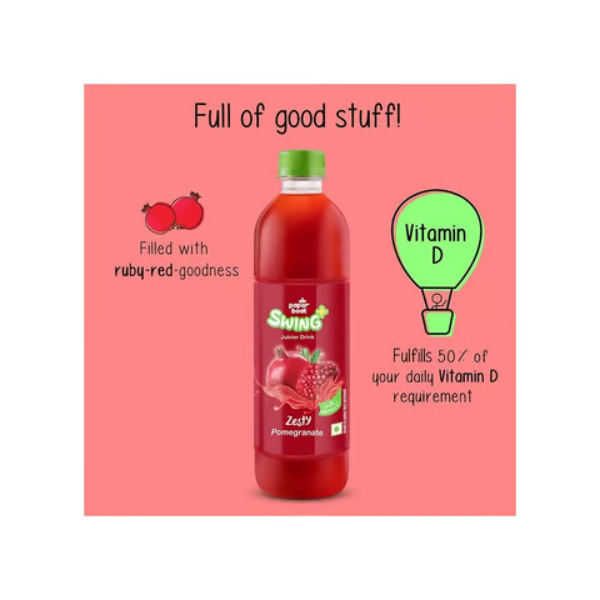 Full of good stuff!
Filled with
ruby-red-goodness
Vitamin
D
Fulfills 50% of
your daily Vitamin D
requirement
paper
boat
SWING+
Juicier Drink
Zesty
Pomegranate